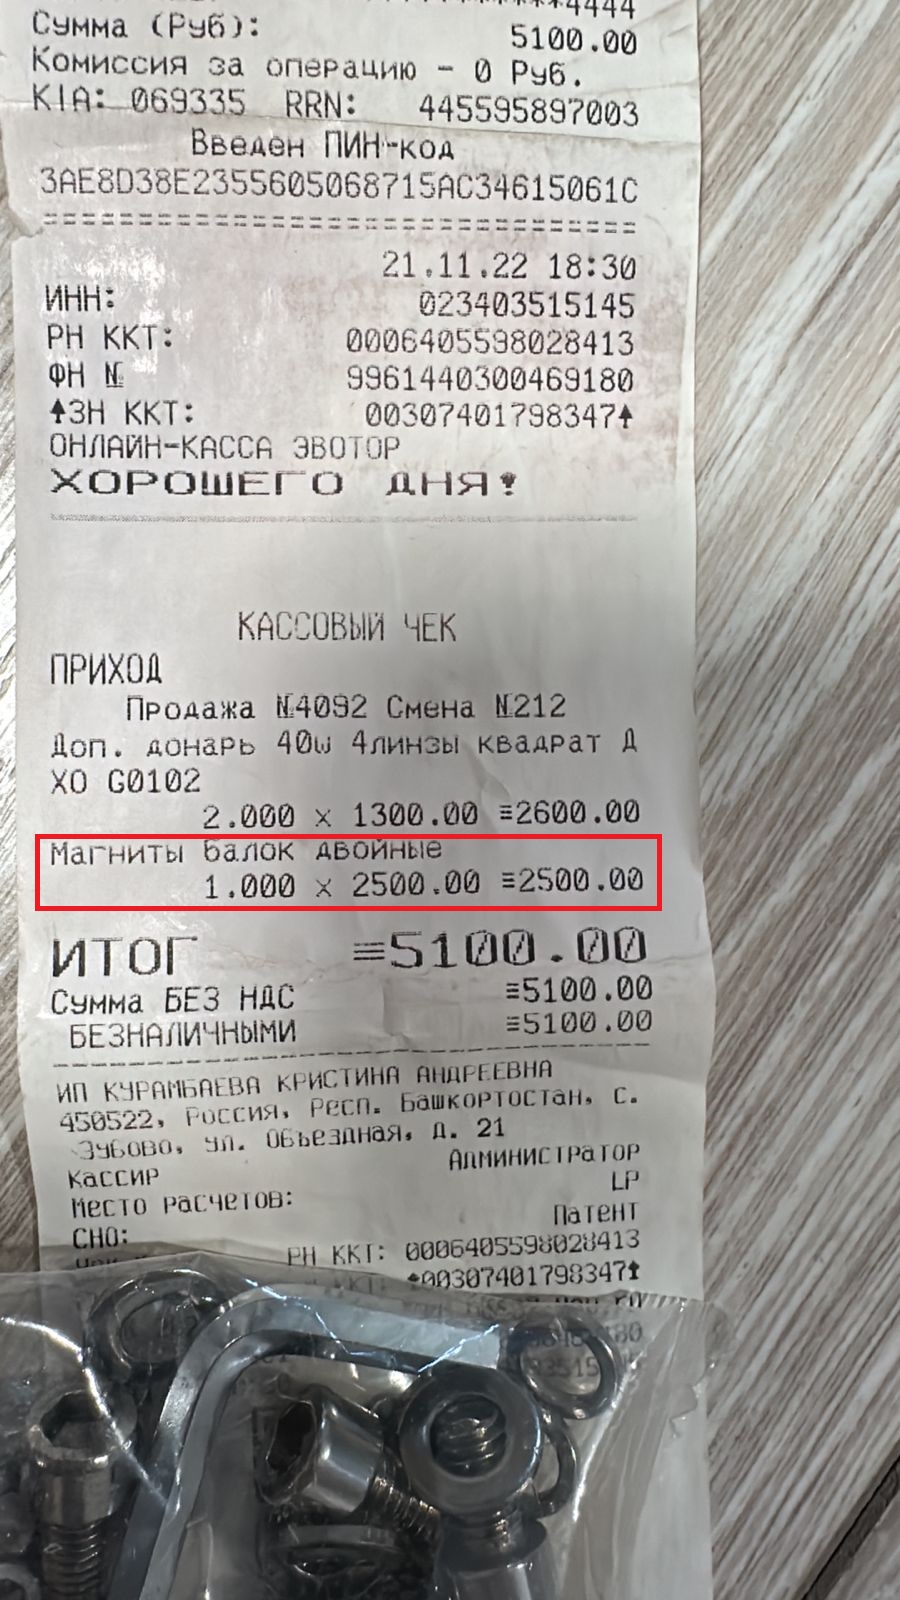 4444
Сумма (Руб): 5100.00
Комиссия за операцию - 0 Руб.
К1А: 069335 RRN: 445595897003
Введен ПИН-код
3AE8D38E2355605068715AC34615061C
================================
21.11.22 18:30
ИНН: 023403515145
РН ККТ: 0006405598028413
ФН № 9961440300469180
↑ЗН ККТ: 00307401798347↑
ОНЛАЙН-КАССА ЭВОТОР
ХОРОШЕГО ДНЯ!
КАССОВЫЙ ЧЕК
ПРИХОД
Продажа №4092 Смена №212
Доп. донарь 40w 4линзы квадрат Д
ХО G0102
2.000 x 1300.00 ≡2600.00
Магниты балок двойные
1.000 x 2500.00 ≡2500.00
ИТОГ ≡5100.00
Сумма БЕЗ НДС ≡5100.00
БЕЗНАЛИЧНЫМИ ≡5100.00
ИП КУРАМБАЕВА КРИСТИНА АНДРЕЕВНА
450522, Россия, Респ. Башкортостан, с.
Зубово, ул. Объездная, д. 21
Кассир Администратор
Место расчетов: LP
СНО: Патент
РН ККТ: 0006405598028413
ККТ: ↑00307401798347↑